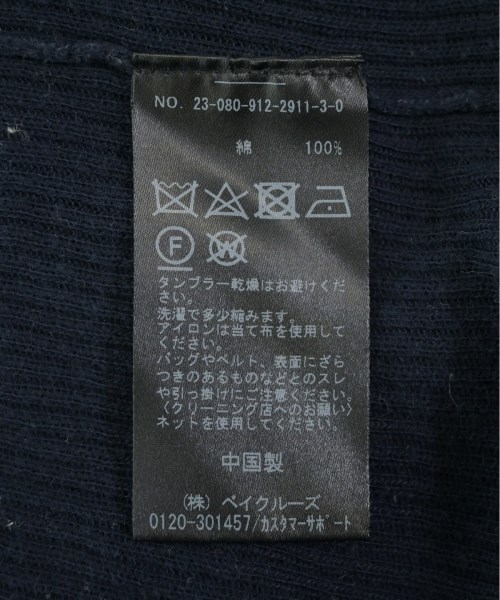 NO. 23-080-912-2911-3-0
綿 100%
F W
タンブラー乾燥はお避けくだ
さい。
洗濯で多少縮みます。
アイロンは当て布を使用して
ください。
バッグやベルト、表面にざら
つきのあるものなどとのスレ
や引っ掛けにご注意ください。
〈クリーニング店へのお願い〉
ネットを使用してください。
中国製
(株) ベイクルーズ
0120-301457/カスタマーサポート